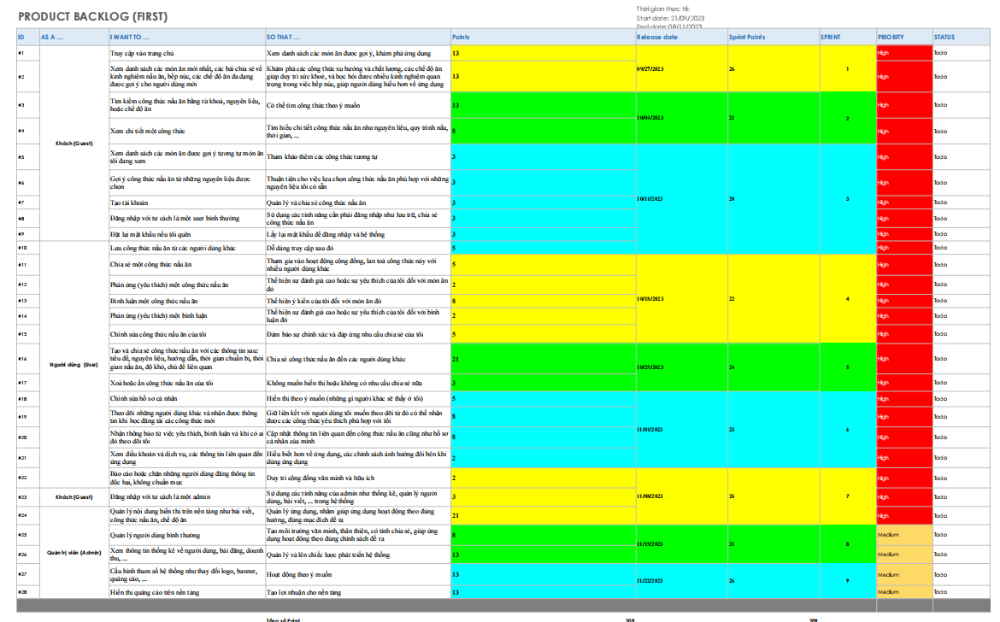 PRODUCT BACKLOG (FIRST)
Thời gian thực tế:
Start date: 21/09/2023
End date: 08/11/2023
ID AS A ... I WANT TO ... SO THAT ... Points Release date Sprint Points SPRINT PRIORITY STATUS
#1 Truy cập vào trang chủ Xem danh sách các món ăn được gợi ý, khám phá ứng dụng 13 High Todo
09/27/2023 26 1
#2 Xem danh sách các món ăn mới nhất, các bài chia sẻ về
kinh nghiệm nấu ăn, bếp núc, các chế độ ăn đa dạng
được gợi ý cho người dùng mới
Khám phá các công thức xu hướng và chất lượng, các chế độ ăn
giúp duy trì sức khoẻ, và học hỏi được nhiều kinh nghiệm quan
trọng trong việc bếp núc, giúp người dùng hiểu hơn về ứng dụng
13 High Todo
#3 Tìm kiếm công thức nấu ăn bằng từ khoá, nguyên liệu,
hoặc chế độ ăn
Có thể tìm công thức theo ý muốn 13 High Todo
10/04/2023 21 2
#4 Xem chi tiết một công thức
Tìm hiểu chi tiết công thức nấu ăn như nguyên liệu, quy trình nấu,
thời gian, ...
8 High Todo
Khách (Guest)
#5 Xem danh sách các món ăn được gợi ý tương tự món ăn
tôi đang xem
Tham khảo thêm các công thức tương tự 3 High Todo
#6 Gợi ý công thức nấu ăn từ những nguyên liệu được
chọn
Thuận tiện cho việc lựa chọn công thức nấu ăn phù hợp với những
nguyên liệu tôi có sẵn
3 High Todo
10/11/2023 20 3
#7 Tạo tài khoản Quản lý và chia sẻ công thức nấu ăn 3 High Todo
#8 Đăng nhập với tư cách là một user bình thường
Sử dụng các tính năng cần phải đăng nhập như lưu trữ, chia sẻ
công thức nấu ăn
3 High Todo
#9 Đặt lại mật khẩu nếu tôi quên Lấy lại mật khẩu để đăng nhập và hệ thống 3 High Todo
#10 Lưu công thức nấu ăn từ các người dùng khác Dễ dàng truy cập sau đó 5 High Todo
#11 Chia sẻ một công thức nấu ăn
Tham gia vào hoạt động cộng đồng, lan toả công thức này với
nhiều người dùng khác
5 High Todo
#12 Phản ứng (yêu thích) một công thức nấu ăn
Thể hiện sự đánh giá cao hoặc sự yêu thích của tôi đối với món ăn
đó
2 High Todo
#13 Bình luận một công thức nấu ăn Thể hiện ý kiến của tôi đối với món ăn đó 8 High Todo
10/18/2023 22 4
#14 Phản ứng (yêu thích) một bình luận
Thể hiện sự đánh giá cao hoặc sự yêu thích của tôi đối với bình
luận đó
2 High Todo
#15 Chỉnh sửa công thức nấu ăn của tôi Đảm bảo sự chính xác và đáp ứng nhu cầu chia sẻ của tôi 5 High Todo
#16 Tạo và chia sẻ công thức nấu ăn với các thông tin sau:
tiêu đề, nguyên liệu, hướng dẫn, thời gian chuẩn bị, thời
gian nấu ăn, độ khó, chủ đề liên quan
Chia sẻ công thức nấu ăn đến các người dùng khác 21 High Todo
Người dùng (User)
10/25/2023 24 5
#17 Xoá hoặc ẩn công thức nấu ăn của tôi Không muốn hiển thị hoặc không có nhu cầu chia sẻ nữa 3 High Todo
#18 Chỉnh sửa hồ sơ cá nhân Hiển thị theo ý muốn (những gì người khác sẽ thấy ở tôi) 5 High Todo
#19 Theo dõi những người dùng khác và nhận được thông
tin khi học đăng tải các công thức mới
Giữ liên kết với người dùng tôi muốn theo dõi từ đó có thể nhận
được các công thức yêu thích phù hợp với tôi
8 High Todo
11/01/2023 23 6
#20 Nhận thông báo từ việc yêu thích, bình luận và khi có ai
đó theo dõi tôi
Cập nhật thông tin liên quan đến công thức nấu ăn cũng như hồ sơ
cá nhân của mình
8 High Todo
#21 Xem điều khoản và dịch vụ, các thông tin liên quan đến
ứng dụng
Hiểu biết hơn về ứng dụng, các chính sách ảnh hưởng đôi bên khi
dùng ứng dụng
2 High Todo
#22 Báo cáo hoặc chặn những người dùng đăng thông tin
độc hại, không chuẩn mực
Duy trì cộng đồng văn minh và hữu ích 2 High Todo
#23 Khách (Guest) Đăng nhập với tư cách là một admin
Sử dụng các tính năng của admin như thống kê, quản lý người
dùng, bài viết, ... trong hệ thống
3 11/08/2023 26 7 High Todo
#24 Quản lý nội dung hiển thị trên nền tảng như bài viết,
công thức nấu ăn, chế độ ăn
Quản lý ứng dụng, nhằm giúp ứng dụng hoạt động theo đúng
hướng, đúng mục đích đề ra
21 High Todo
#25 Quản lý người dùng bình thường
Tạo môi trường văn minh, thân thiện, có tính chia sẻ, giúp ứng
dụng hoạt động theo đúng chính sách đề ra
8 Medium Todo
11/15/2023 21 8
Quản trị viên (Admin)
#26 Xem thông tin thống kê về người dùng, bài đăng, doanh
thu, ...
Quản lý và lên chiếc lược phát triển hệ thống 13 Medium Todo
#27 Cấu hình tham số hệ thống như thay đổi logo, banner,
quảng cáo, ...
Hoạt động theo ý muốn 13 Medium Todo
11/22/2023 26 9
#28 Hiển thị quảng cáo trên nền tảng Tạo lợi nhuận cho nền tảng 13 Medium Todo
Tổng số Point 209 209